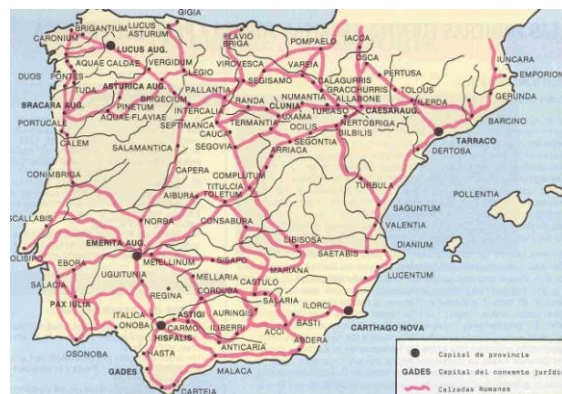 GIGIA
BRIGANTIUM
LUCUS
ASTURUM
FLAVIO
BRIGA
POMPAELO
IACCA
CARONIUM
LUCUS AUG.
VERGIDUM
LEGIO
VIROVESCA
VAREIA
OSCA
IUNCARA
AQUAE CALDAE
SEGISAMO
CALAGURRIS
PERTUSA
EMPORION
DUOS
PONTES
TUDA
ASTURICA AUG.
PALLANTIA
GRACCHURRIS
TOLOUS
BRIGECIUM
RANDA
NUMANTIA
ALLABONE
ILERDA
GERUNDA
BRACARA AUG.
PINETUM
INTERCALIA
CLUNIA
TURIASO
CAESARAUG.
AQUAE-FLAVIAE
UXAMA
NERTOBRIGA
BARCINO
PORTUCALE
SEPTIMANCA
TERMANTIA
OCILIS
BILBILIS
CALEM
CAUCA
TARRACO
SALAMANTICA
SEGOVIA
SEGONTIA
DERTOSA
ARRIACA
CAPERA
COMPLUTUM
CONIMBRIGA
TITULCIA
AIBURA
TOLETUM
TURBULA
POLLENTIA
SCALLABIS
NORBA
CONSABURA
SAGUNTUM
VALENTIA
OLISIPO
EMERITA AUG.
LIBISOSA
DIANIUM
EBORA
METELLINUM
SISAPO
SAETABIS
UGUITUNIA
MARIANA
SALACIA
MELLARIA
CASTULO
LUCENTUM
PAX IULIA
REGINA
CORDUBA
SALARIA
ITALICA
ASTIGI
AURINGIS
ILORCI
ONOBA
CARMO
BASTI
HISPALIS
ILIBERRI
ACCI
CARTHAGO NOVA
OSONOBA
HASTA
ANTICARIA
ABDERA
GADES
MALACA
CARTEIA
Capital de provincia
GADES Capital del convento juríd
Calzadas Romanas